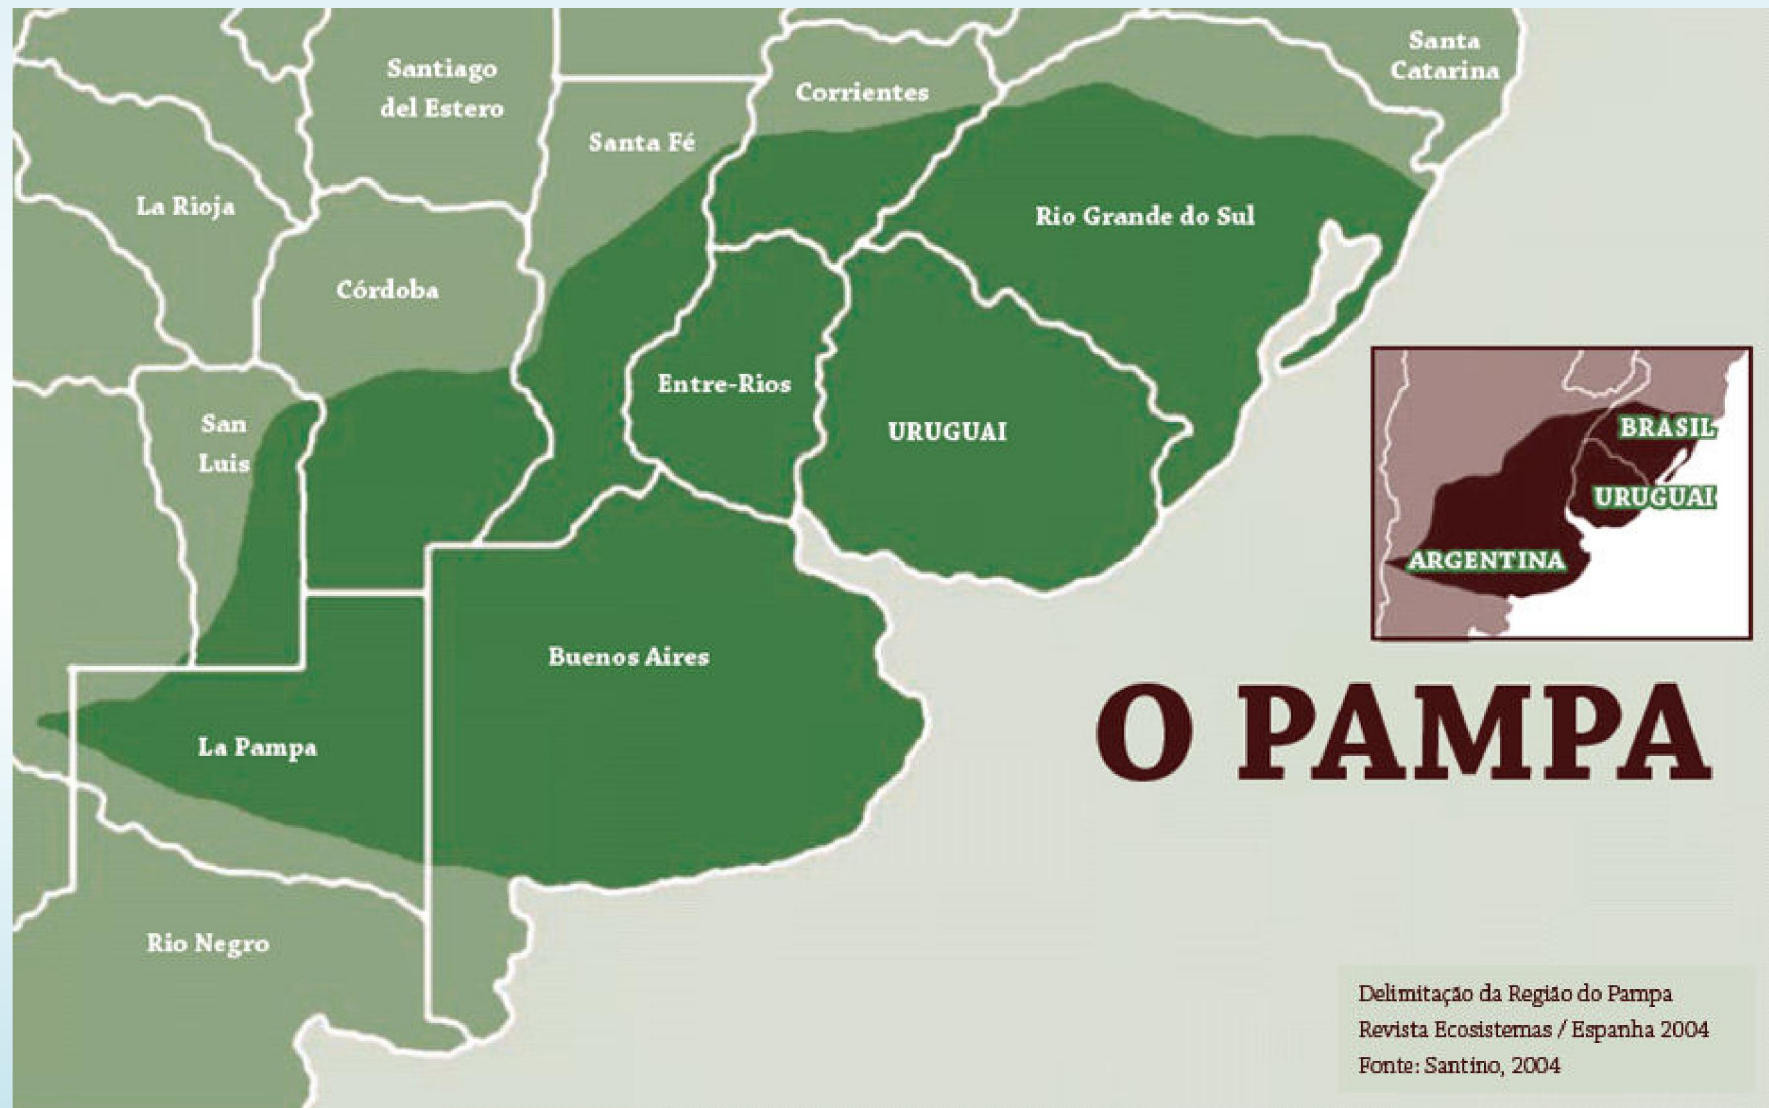 Santiago
del Estero
Santa Fé
Corrientes
Santa
Catarina
La Rioja
Córdoba
Rio Grande do Sul
San
Luis
Entre-Rios
URUGUAI
BRASIL
URUGUAI
ARGENTINA
Buenos Aires
La Pampa
O PAMPA
Rio Negro
Delimitação da Região do Pampa
Revista Ecosistemas / Espanha 2004
Fonte: Santino, 2004